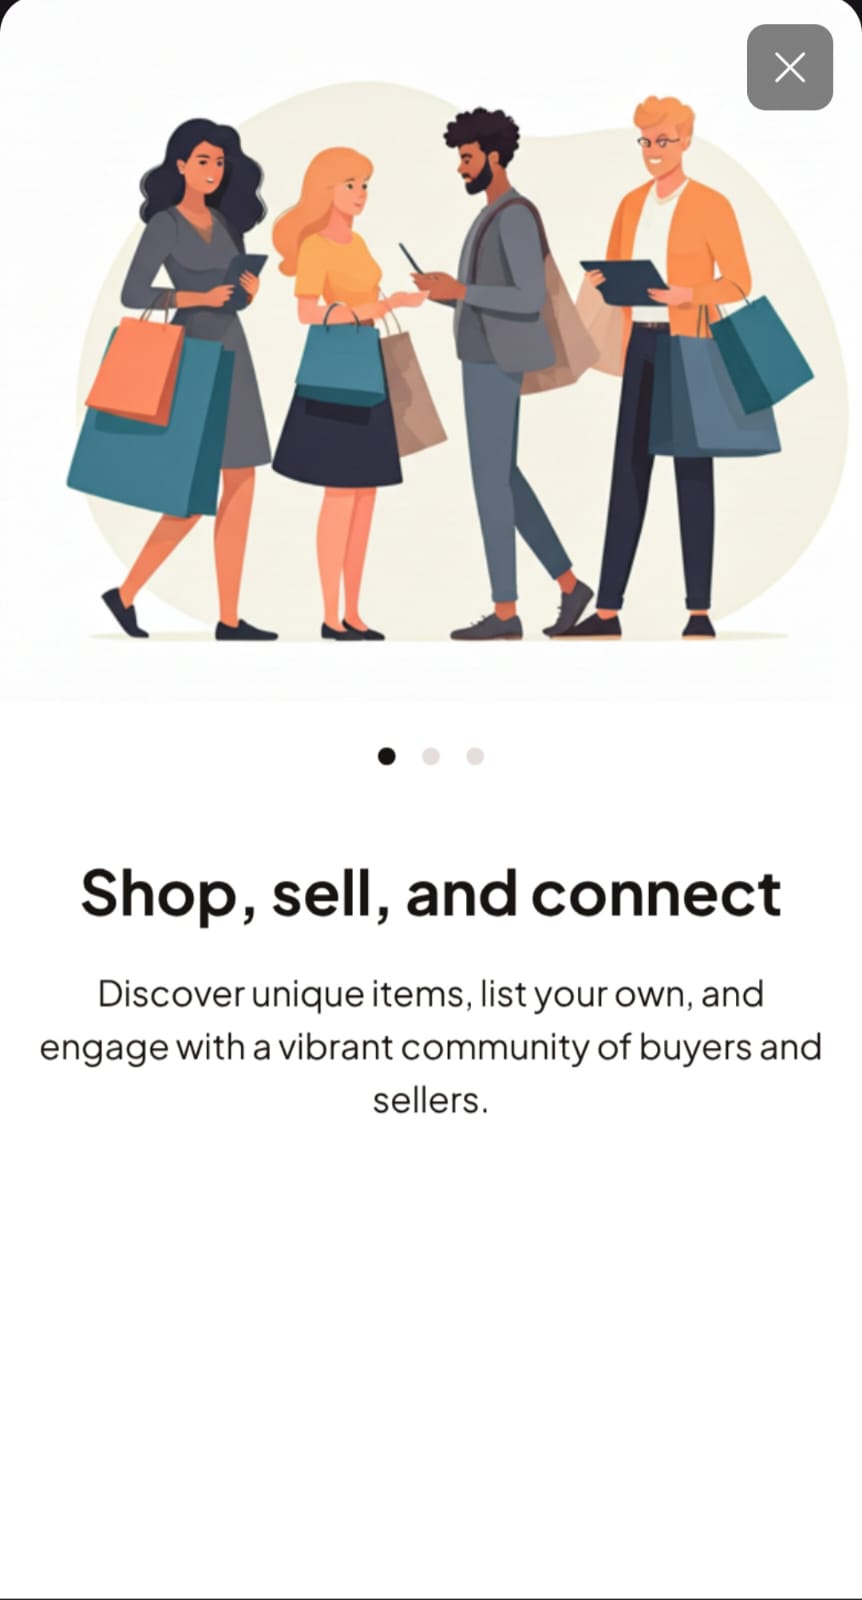 Shop, sell, and connect
Discover unique items, list your own, and
engage with a vibrant community of buyers and
sellers.